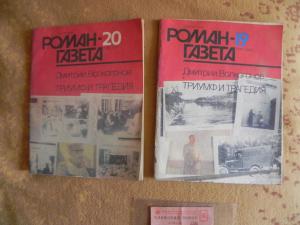 РОМАН-20
ГАЗЕТА
Дмитрий Волкогонов
ТРИУМФ И ТРАГЕДИЯ
РОМАН-19
ГАЗЕТА
Дмитрий Волкогонов
ТРИУМФ И ТРАГЕДИЯ